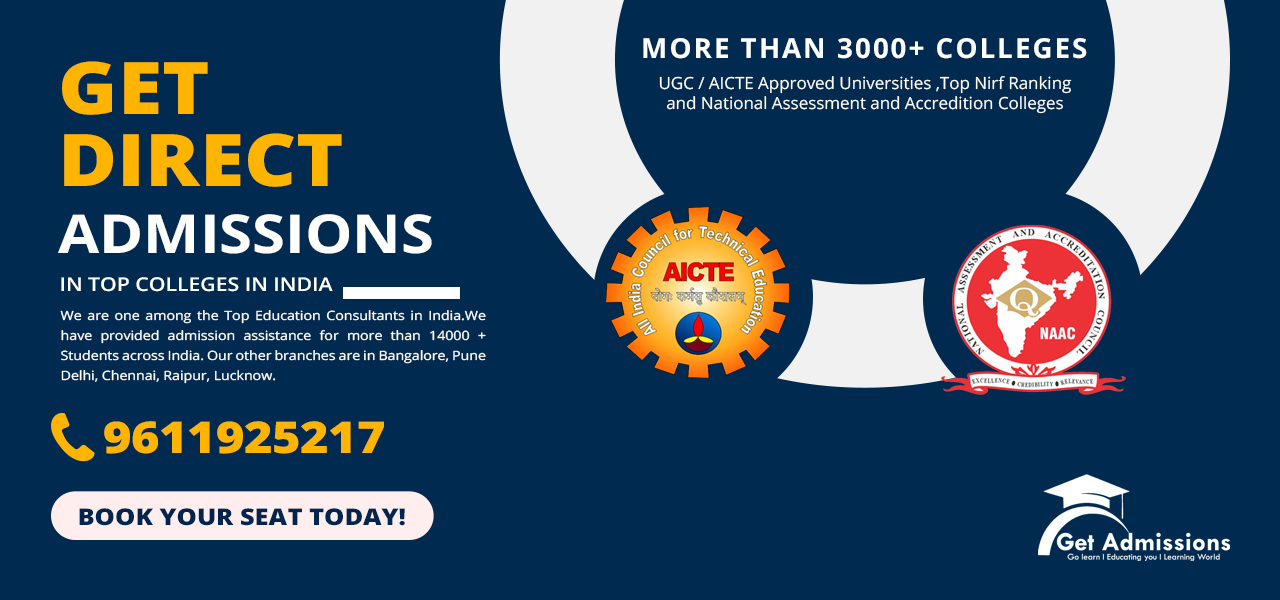 GET
DIRECT
ADMISSIONS
IN TOP COLLEGES IN INDIA
We are one among the Top Education Consultants in India.We
have provided admission assistance for more than 14000 +
Students across India. Our other branches are in Bangalore, Pune
Delhi, Chennai, Raipur, Lucknow.
9611925217
BOOK YOUR SEAT TODAY!
MORE THAN 3000+ COLLEGES
UGC / AICTE Approved Universities ,Top Nirf Ranking
and National Assessment and Accredition Colleges
All India Council for Technical Education
AICTE
योगः कर्मसु कौशलम्
NATIONAL ASSESSMENT AND ACCREDITATION COUNCIL
Q
NAAC
EXCELLENCE • CREDIBILITY • RELEVANCE
Get Admissions
Go learn I Educating you I Learning World